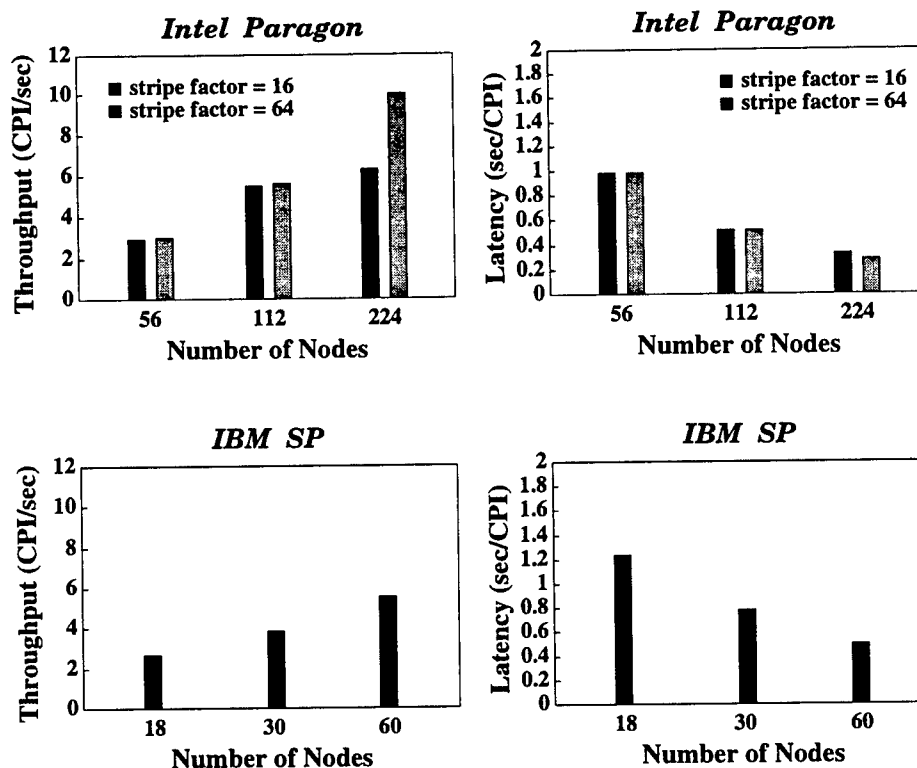 Intel Paragon
Throughput (CPI/sec)
12
10
8
6
4
2
0
stripe factor = 16
stripe factor = 64
56 112 224
Number of Nodes
Intel Paragon
Latency (sec/CPI)
2
1.8
1.6
1.4
1.2
1
0.8
0.6
0.4
0.2
0
stripe factor = 16
stripe factor = 64
56 112 224
Number of Nodes
IBM SP
Throughput (CPI/sec)
12
10
8
6
4
2
0
18 30 60
Number of Nodes
IBM SP
Latency (sec/CPI)
2
1.8
1.6
1.4
1.2
1
0.8
0.6
0.4
0.2
0
18 30 60
Number of Nodes